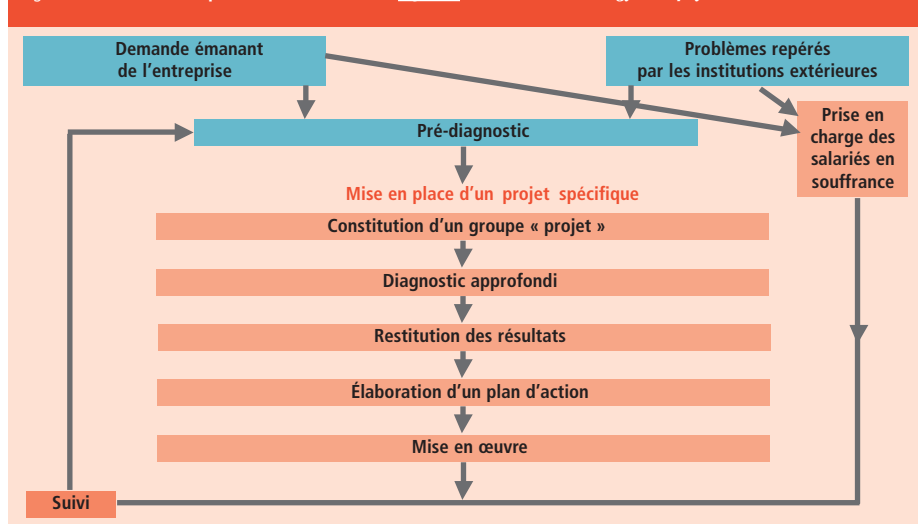 Demande émanant
de l'entreprise
Problèmes repérés
par les institutions extérieures
Prise en
charge des
salariés en
souffrance
Pré-diagnostic
Mise en place d'un projet spécifique
Constitution d'un groupe « projet »
Diagnostic approfondi
Restitution des résultats
Élaboration d'un plan d'action
Mise en œuvre
Suivi